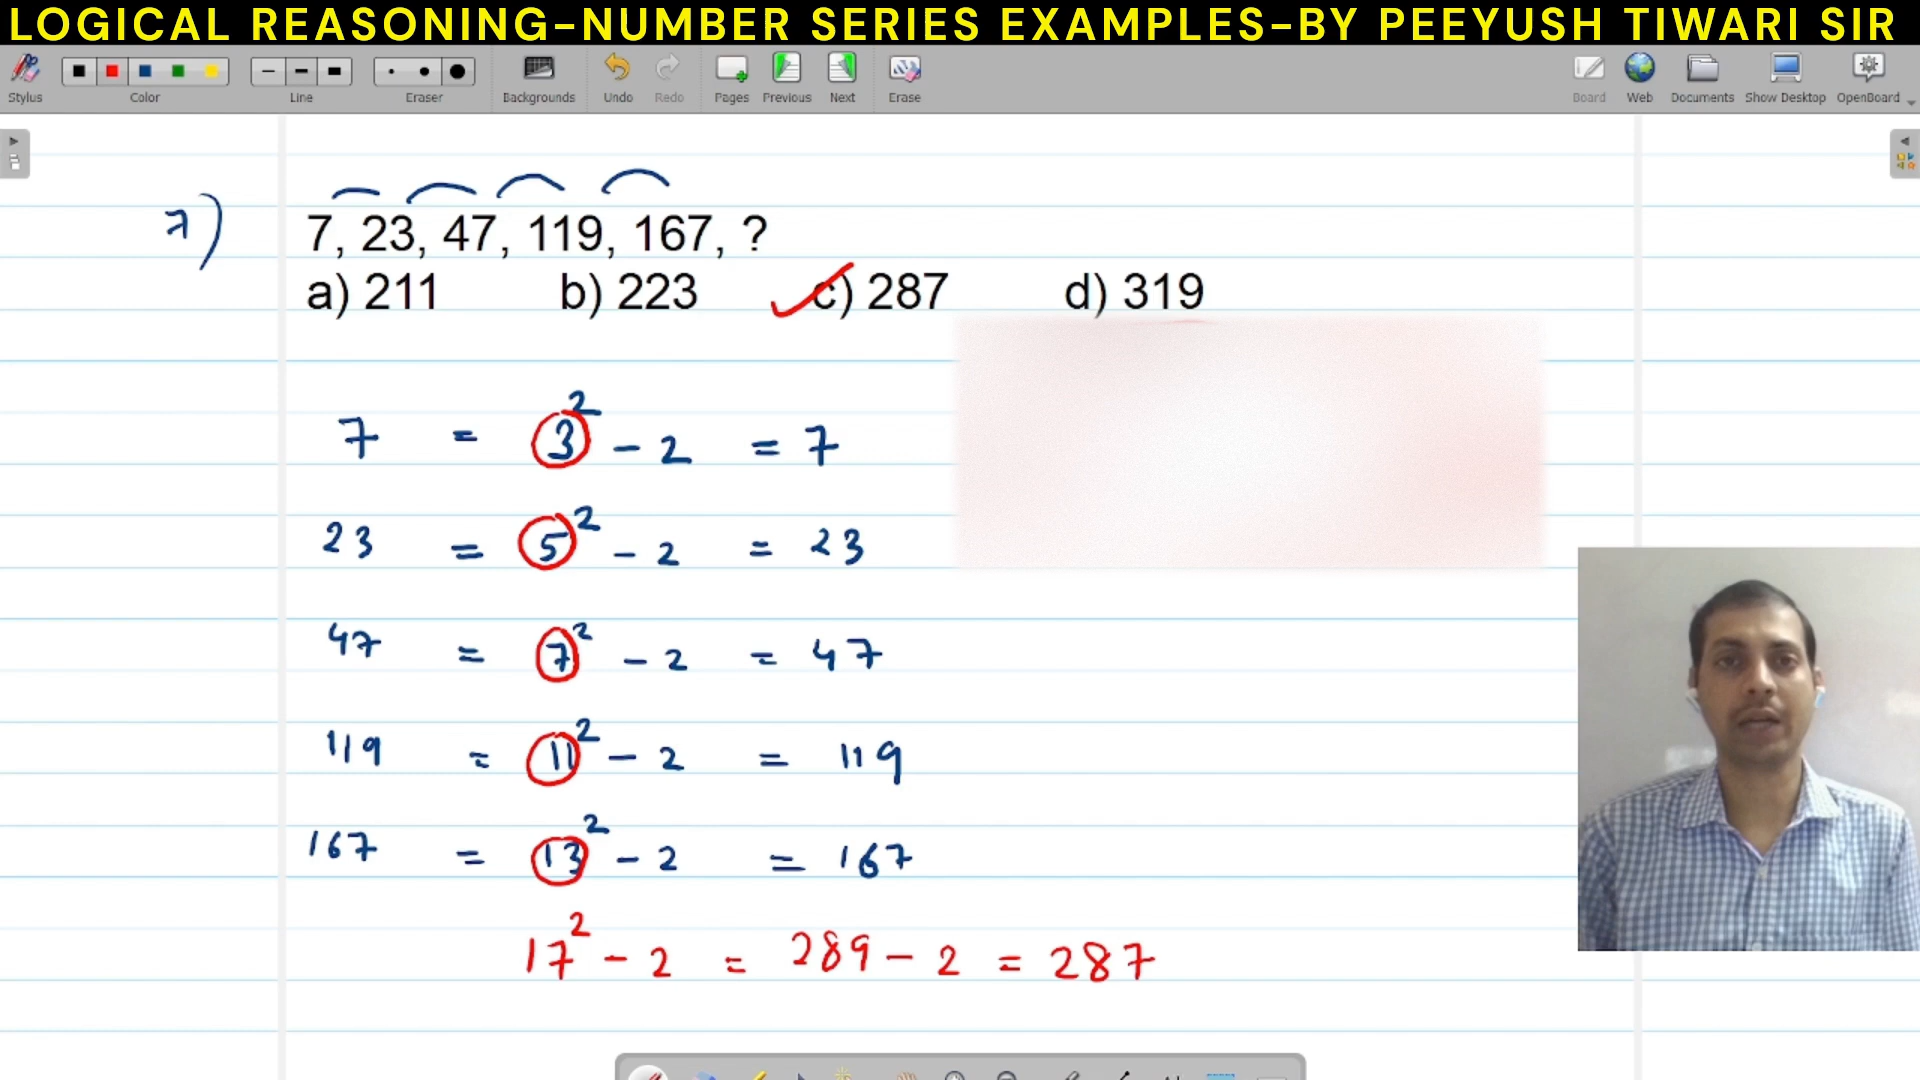 LOGICAL REASONING-NUMBER SERIES EXAMPLES-BY PEEYUSH TIWARI SIR
Stylus Color Line Eraser Backgrounds Undo Redo Pages Previous Next Erase Board Web Documents Show Desktop OpenBoard
7) 7, 23, 47, 119, 167, ?
a) 211 b) 223 c) 287 d) 319
7 = 3² - 2 = 7
23 = 5² - 2 = 23
47 = 7² - 2 = 47
119 = 11² - 2 = 119
167 = 13² - 2 = 167
17² - 2 = 289 - 2 = 287